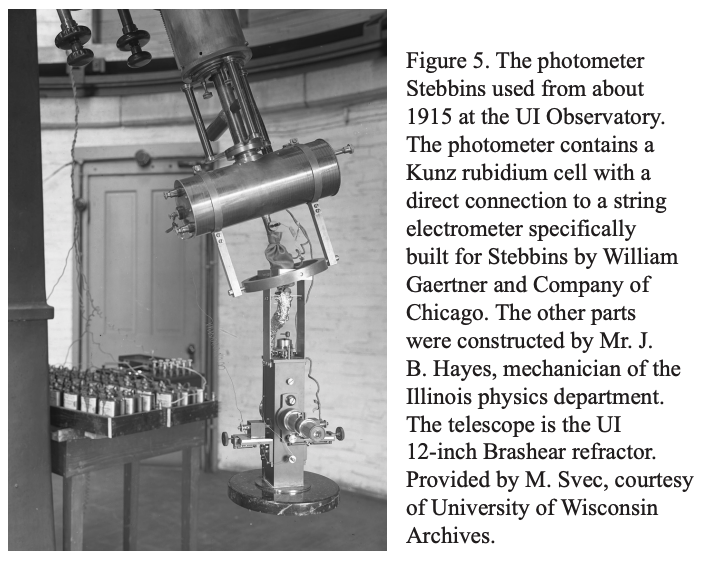 Figure 5. The photometer
Stebbins used from about
1915 at the UI Observatory.
The photometer contains a
Kunz rubidium cell with a
direct connection to a string
electrometer specifically
built for Stebbins by William
Gaertner and Company of
Chicago. The other parts
were constructed by Mr. J.
B. Hayes, mechanician of the
Illinois physics department.
The telescope is the UI
12-inch Brashear refractor.
Provided by M. Svec, courtesy
of University of Wisconsin
Archives.